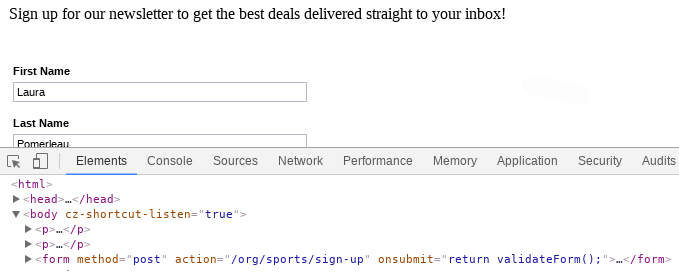 Sign up for our newsletter to get the best deals delivered straight to your inbox!
First Name
Laura
Last Name
Pomerleau
Elements Console Sources Network Performance Memory Application Security Audits
<html>
<head>…</head>
<body cz-shortcut-listen="true">
<p>…</p>
<p>…</p>
<form method="post" action="/org/sports/sign-up" onsubmit="return validateForm();">…</form>